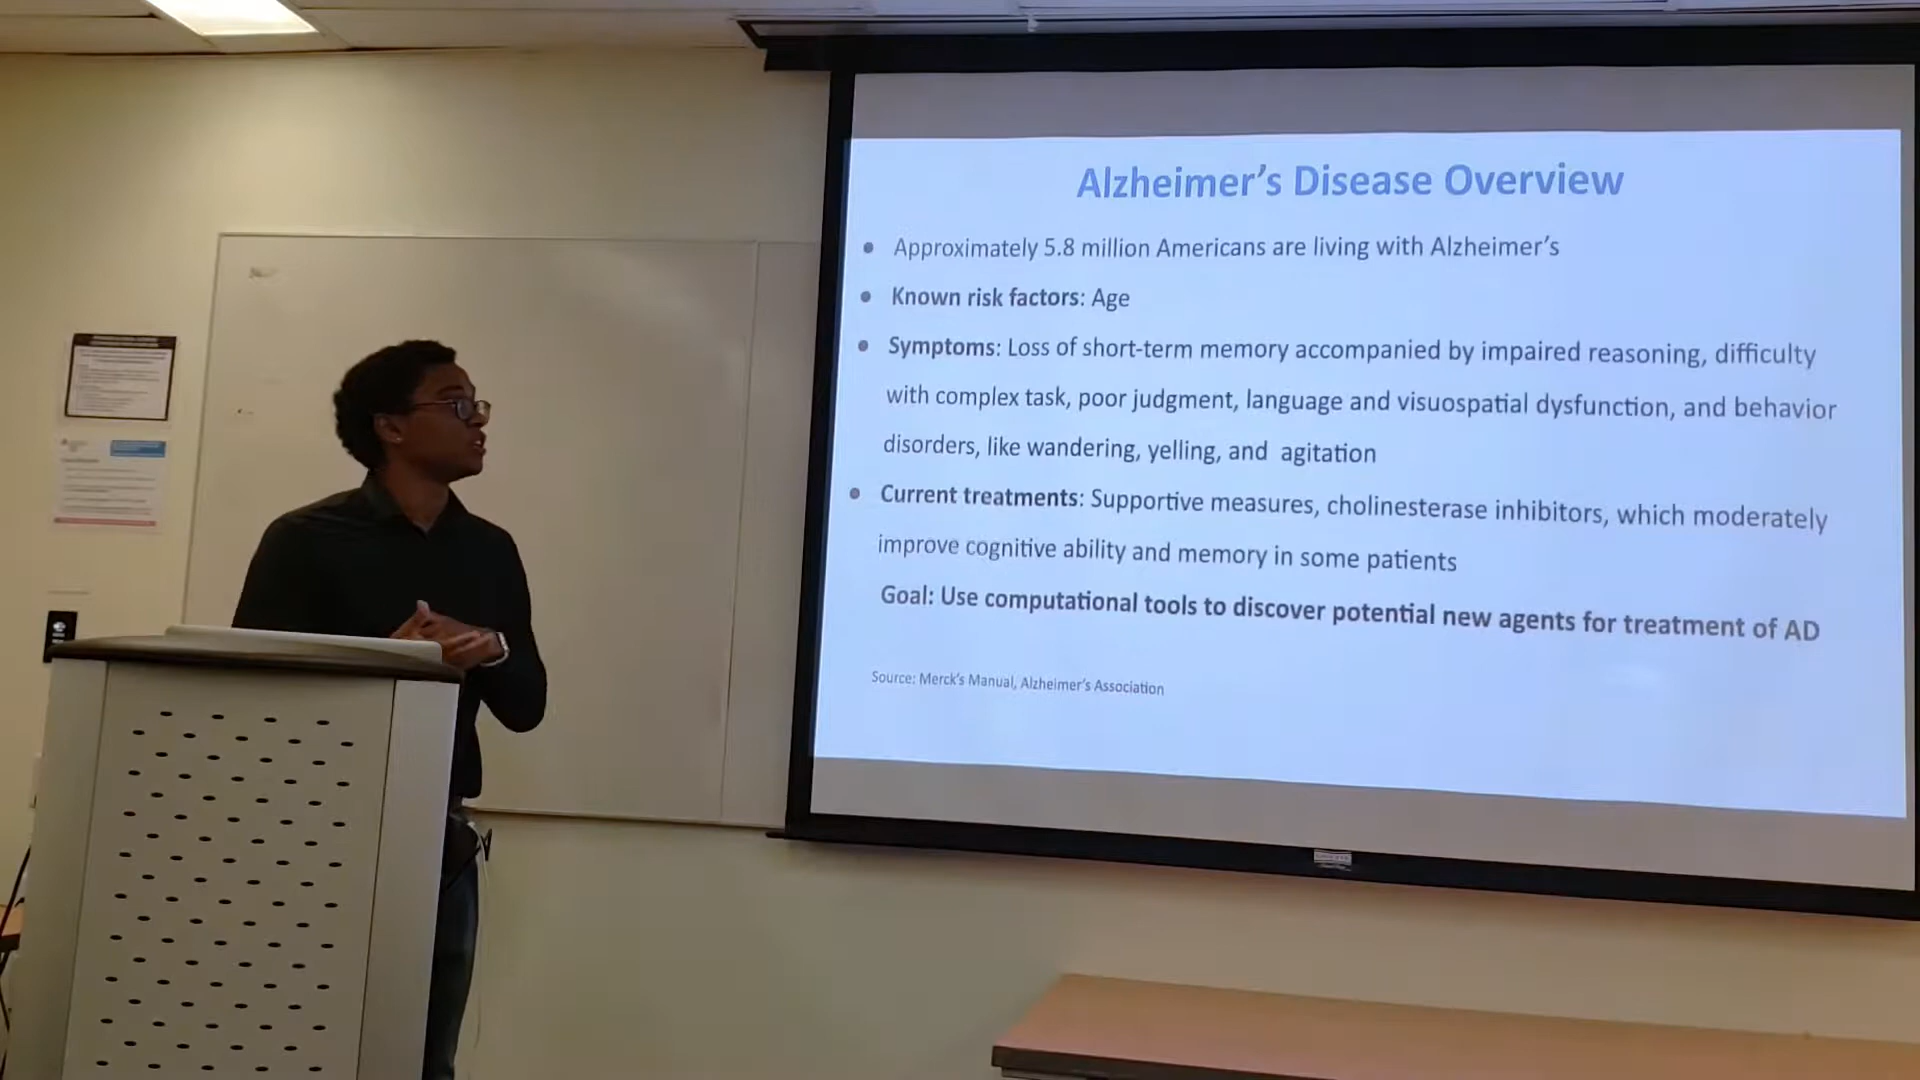 Alzheimer's Disease Overview
• Approximately 5.8 million Americans are living with Alzheimer's
• Known risk factors: Age
• Symptoms: Loss of short-term memory accompanied by impaired reasoning, difficulty
with complex task, poor judgment, language and visuospatial dysfunction, and behavior
disorders, like wandering, yelling, and agitation
• Current treatments: Supportive measures, cholinesterase inhibitors, which moderately
improve cognitive ability and memory in some patients
Goal: Use computational tools to discover potential new agents for treatment of AD
Source: Merck's Manual, Alzheimer's Association